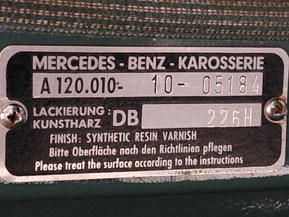 MERCEDES-BENZ-KAROSSERIE
A 120.010- 10-05184
LACKIERUNG: KUNSTHARZ DB 226H
FINISH: SYNTHETIC RESIN VARNISH
Bitte Oberfläche nach den Richtlinien pflegen
Please treat the surface according to the instructions